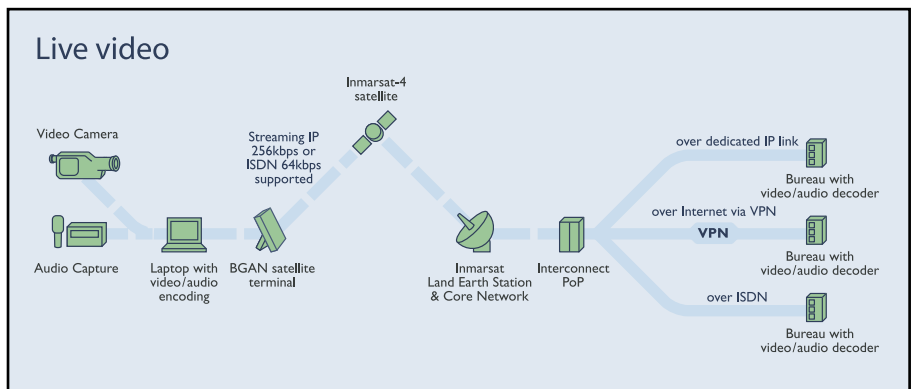 Live video
Inmarsat-4
satellite
Video Camera
Streaming IP
256kbps or
ISDN 64kbps
supported
over dedicated IP link
Bureau with
video/audio decoder
over Internet via VPN
VPN
Audio Capture
Laptop with
video/audio
encoding
BGAN satellite
terminal
Inmarsat
Land Earth Station
& Core Network
Interconnect
PoP
Bureau with
video/audio decoder
over ISDN
Bureau with
video/audio decoder